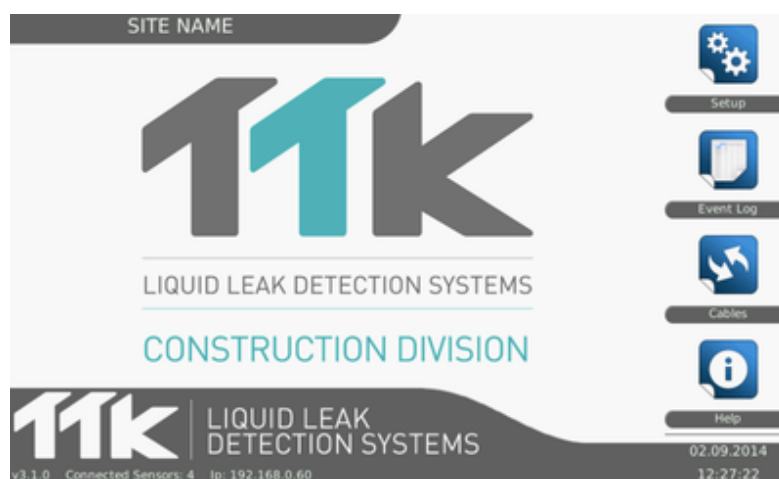 SITE NAME
TTK
LIQUID LEAK DETECTION SYSTEMS
CONSTRUCTION DIVISION
Setup
Event Log
Cables
Help
TTK
LIQUID LEAK
DETECTION SYSTEMS
v3.1.0 Connected Sensors: 4 Ip: 192.168.0.60
02.09.2014
12:27:22